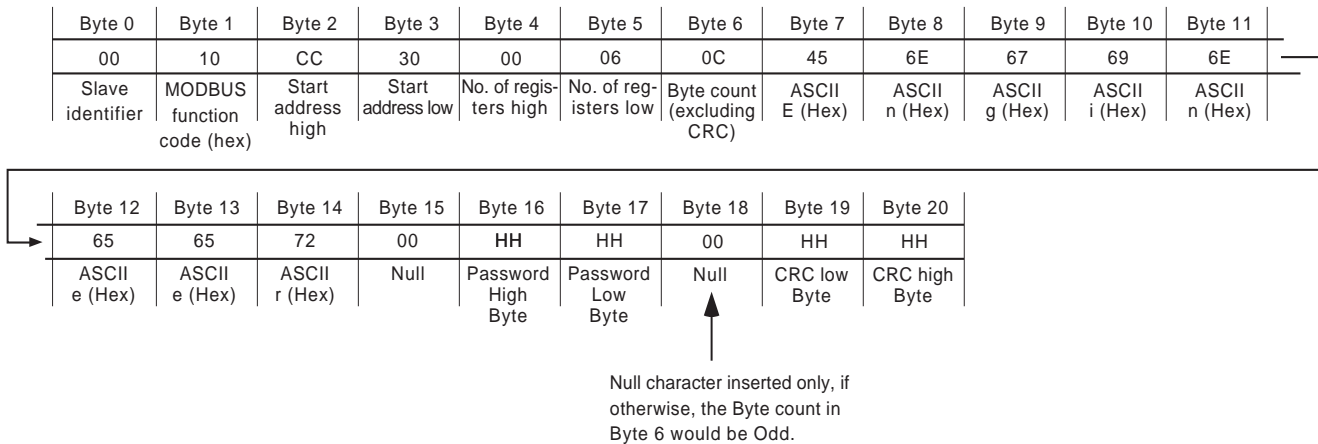 Byte 0 Byte 1 Byte 2 Byte 3 Byte 4 Byte 5 Byte 6 Byte 7 Byte 8 Byte 9 Byte 10 Byte 11
00 10 CC 30 00 06 0C 45 6E 67 69 6E
Slave MODBUS Start Start No. of regis- No. of reg- Byte count ASCII ASCII ASCII ASCII ASCII
identifier function address address low ters high isters low (excluding E (Hex) n (Hex) g (Hex) i (Hex) n (Hex)
code (hex) high CRC)
Byte 12 Byte 13 Byte 14 Byte 15 Byte 16 Byte 17 Byte 18 Byte 19 Byte 20
65 65 72 00 HH HH 00 HH HH
ASCII ASCII ASCII Null Password Password Null CRC low CRC high
e (Hex) e (Hex) r (Hex) High Low Byte Byte
Byte Byte
Null character inserted only, if
otherwise, the Byte count in
Byte 6 would be Odd.